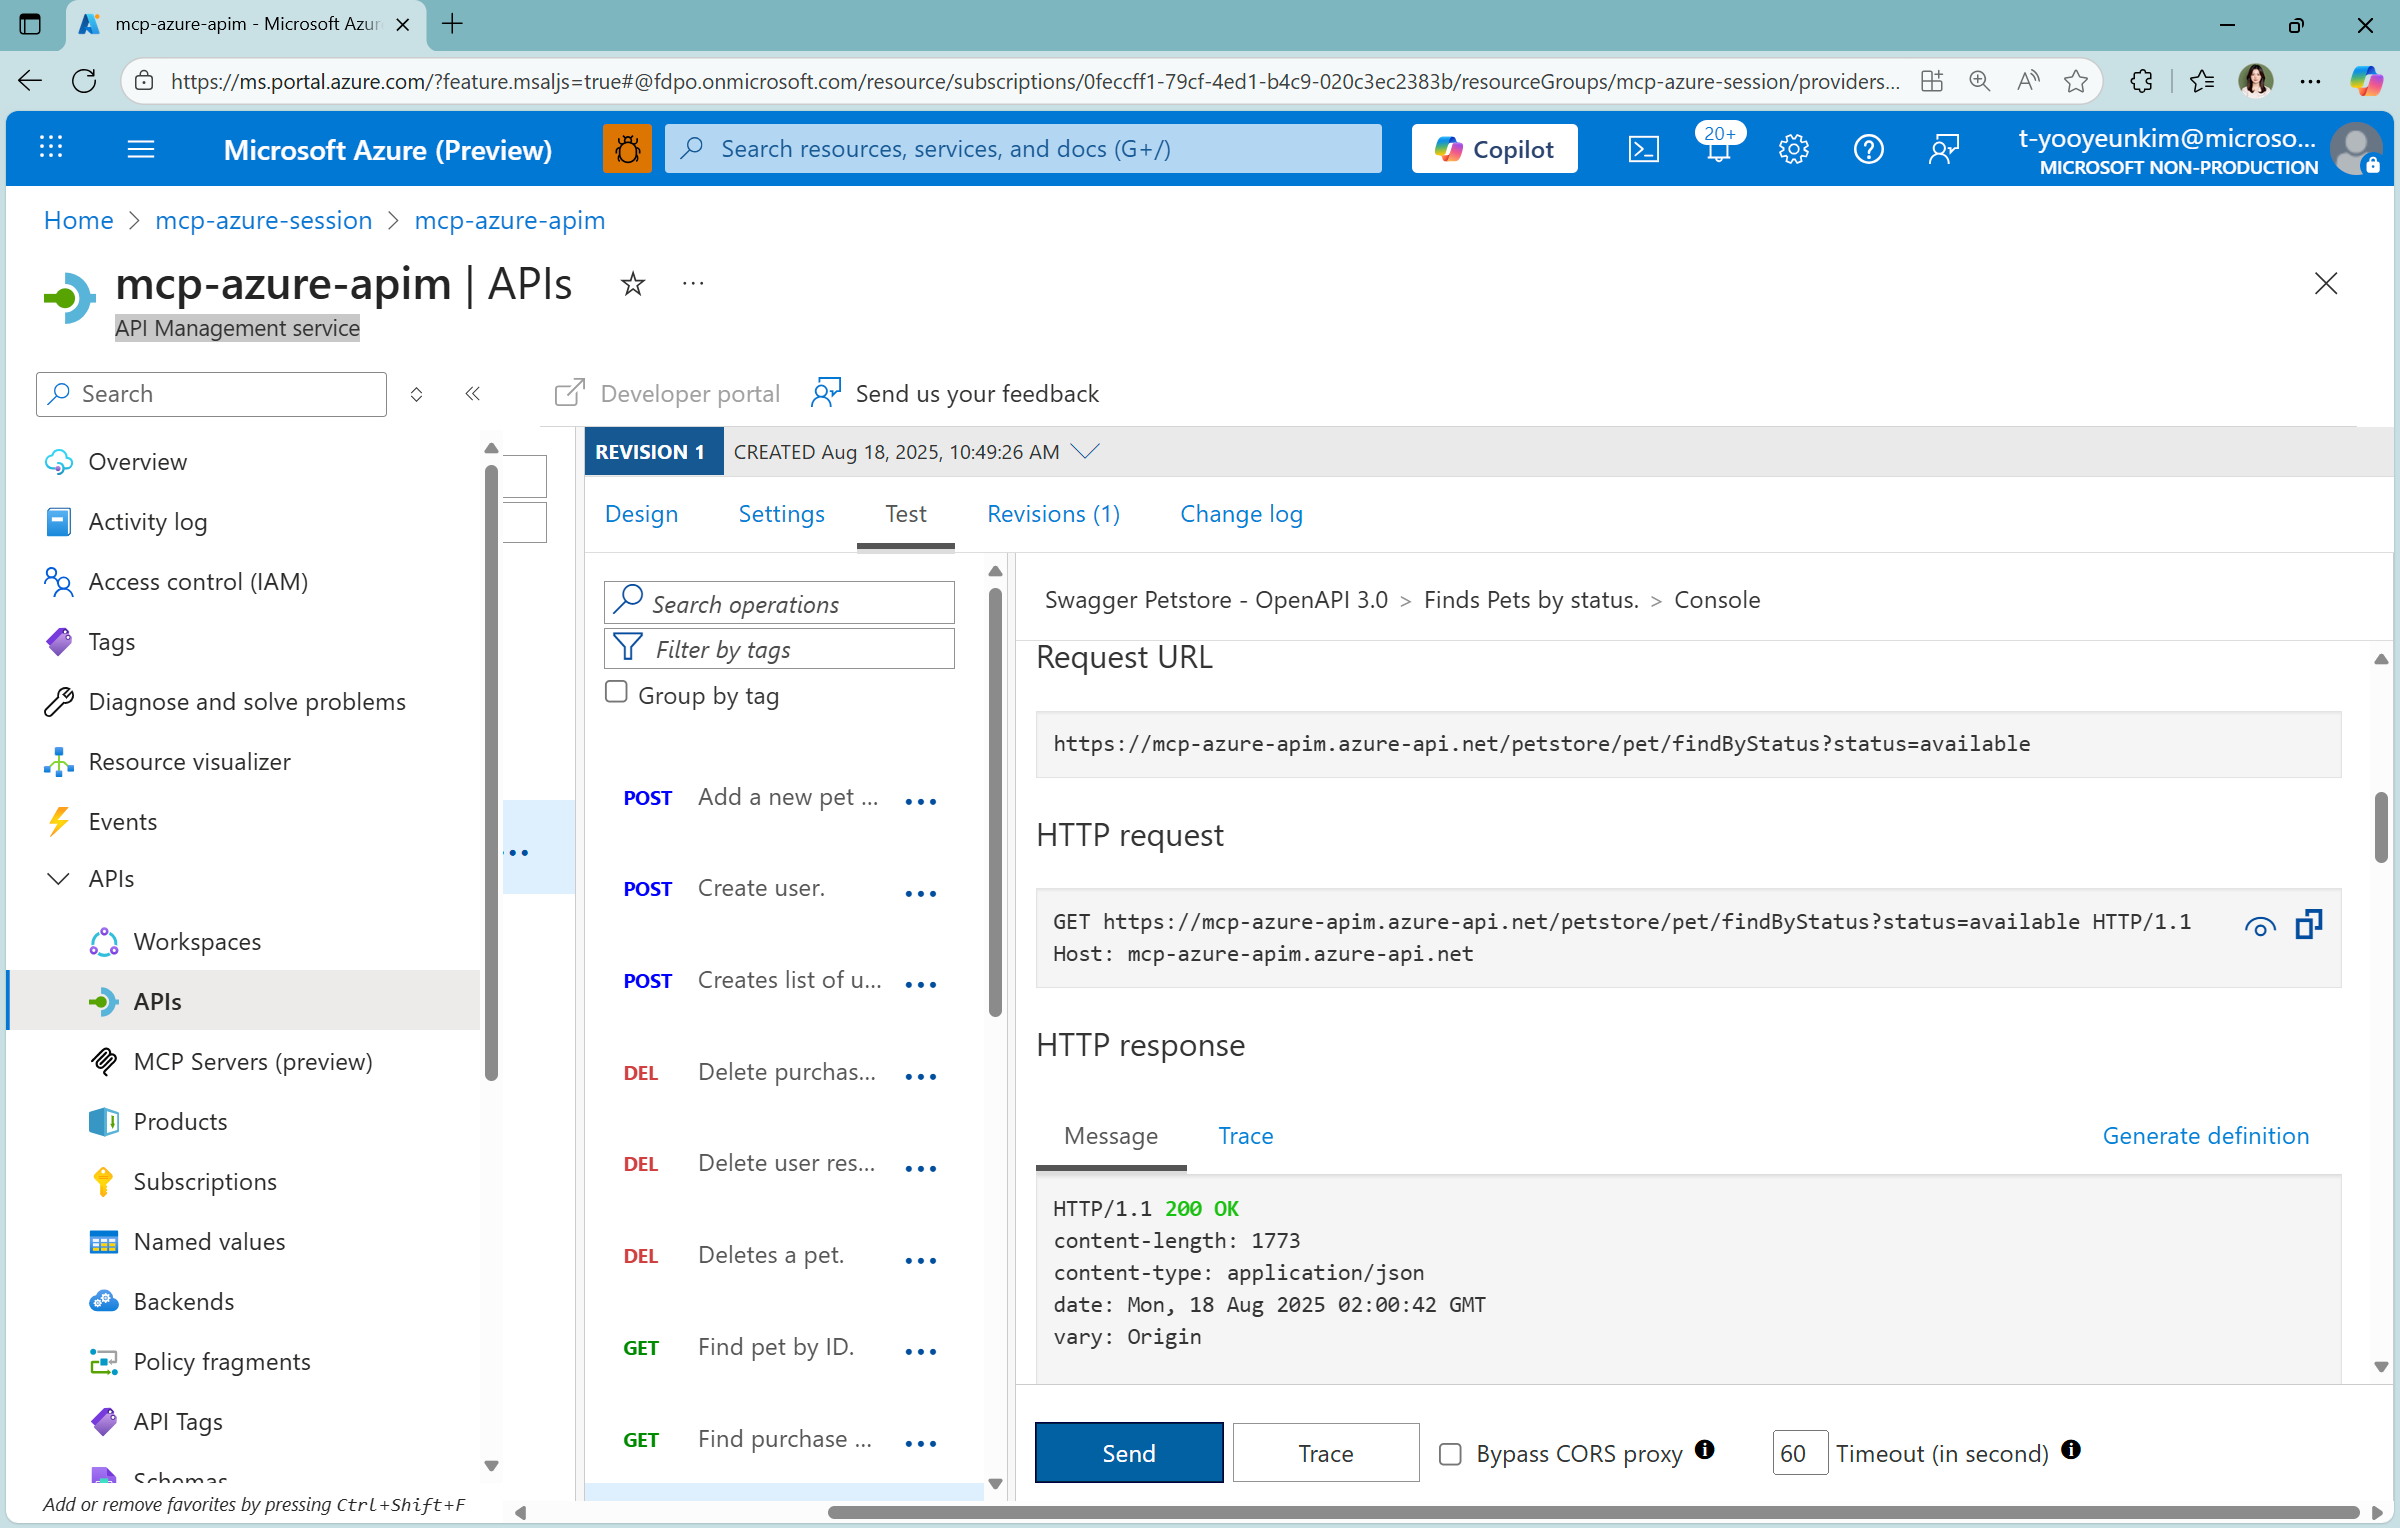 mcp-azure-apim - Microsoft Azur
https://ms.portal.azure.com/?feature.msaljs=true#@fdpo.onmicrosoft.com/resource/subscriptions/0feccff1-79cf-4ed1-b4c9-020c3ec2383b/resourceGroups/mcp-azure-session/providers...
Microsoft Azure (Preview)
Search resources, services, and docs (G+/)
Copilot
20+
t-yooyeunkim@microso...
MICROSOFT NON-PRODUCTION
Home > mcp-azure-session > mcp-azure-apim
mcp-azure-apim | APIs
API Management service
Search
Developer portal
Send us your feedback
Overview
Activity log
Access control (IAM)
Tags
Diagnose and solve problems
Resource visualizer
Events
APIs
Workspaces
APIs
MCP Servers (preview)
Products
Subscriptions
Named values
Backends
Policy fragments
API Tags
Schemas
Add or remove favorites by pressing Ctrl+Shift+F
REVISION 1 CREATED Aug 18, 2025, 10:49:26 AM
Design
Settings
Test
Revisions (1)
Change log
Search operations
Filter by tags
Group by tag
POST Add a new pet ...
POST Create user.
POST Creates list of u...
DEL Delete purchas...
DEL Delete user res...
DEL Deletes a pet.
GET Find pet by ID.
GET Find purchase ...
Swagger Petstore - OpenAPI 3.0 > Finds Pets by status. > Console
Request URL
https://mcp-azure-apim.azure-api.net/petstore/pet/findByStatus?status=available
HTTP request
GET https://mcp-azure-apim.azure-api.net/petstore/pet/findByStatus?status=available HTTP/1.1
Host: mcp-azure-apim.azure-api.net
HTTP response
Message
Trace
Generate definition
HTTP/1.1 200 OK
content-length: 1773
content-type: application/json
date: Mon, 18 Aug 2025 02:00:42 GMT
vary: Origin
Send
Trace
Bypass CORS proxy
60
Timeout (in second)